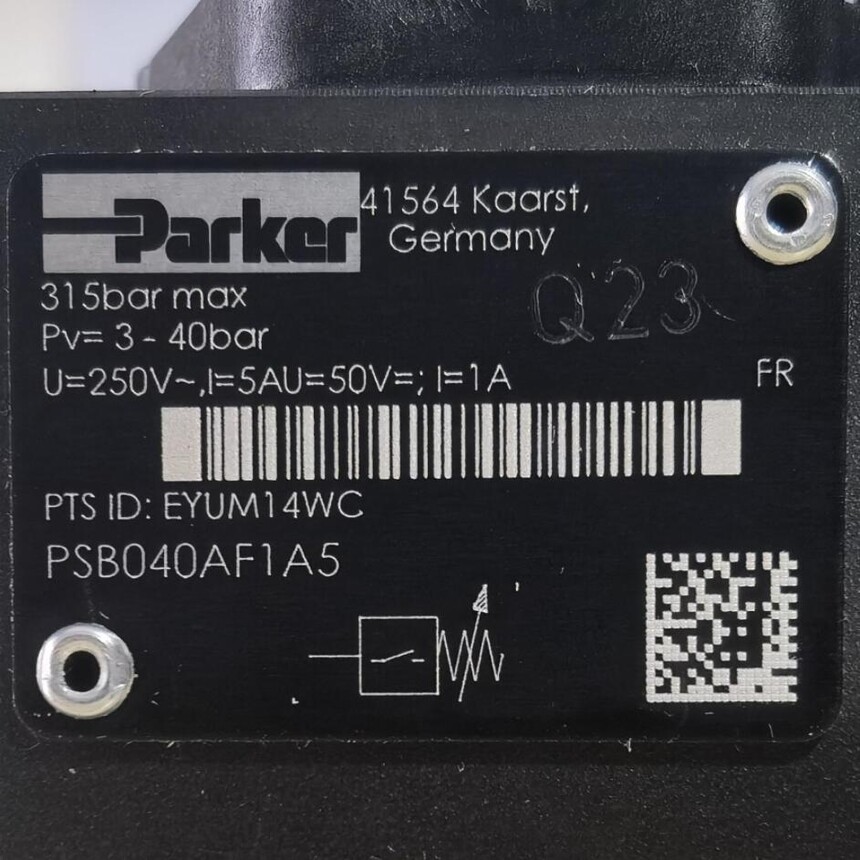 Parker
41564 Kaarst,
Germany
Q23
315bar max
Pv= 3 - 40bar
U=250V~,I=5AU=50V=; I=1A
FR
PTS ID: EYUM14WC
PSB040AF1A5